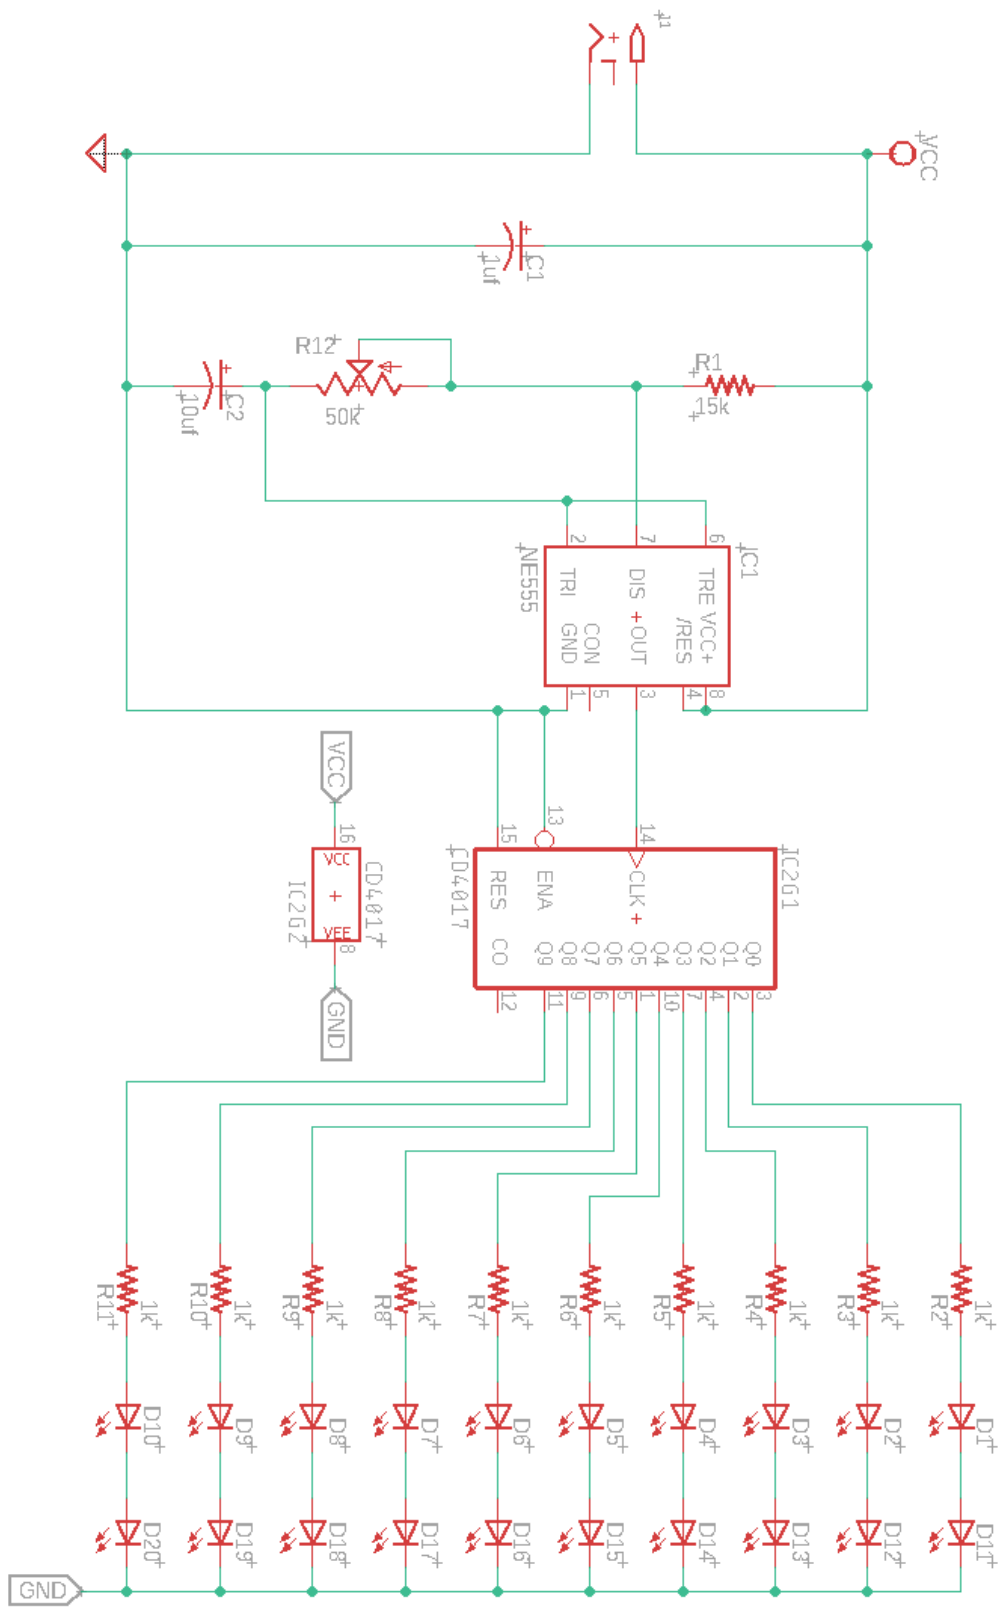 J1
VCC
C1
1uf
R12
50k
C2
10uf
R1
15k
IC1
NE555
2
7
6
TRI
DIS
TRE
GND
CON
OUT
/RES
VCC+
1
5
3
4
8
VCC
16
VCC
CD4017
IC2G2
VEE
8
GND
15
13
14
IC2G1
CD4017
RES
ENA
CLK
CO
Q9
Q8
Q7
Q6
Q5
Q4
Q3
Q2
Q1
Q0
12
11
9
6
5
1
10
7
4
2
3
R11
1k
R10
1k
R9
1k
R8
1k
R7
1k
R6
1k
R5
1k
R4
1k
R3
1k
R2
1k
D10
D9
D8
D7
D6
D5
D4
D3
D2
D1
D20
D19
D18
D17
D16
D15
D14
D13
D12
D11
GND